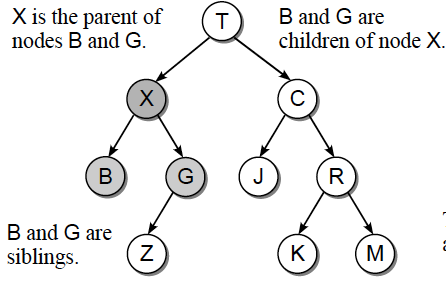 X is the parent of
nodes B and G.
B and G are
children of node X.
T
X
C
B
G
J
R
B and G are
siblings.
Z
K
M